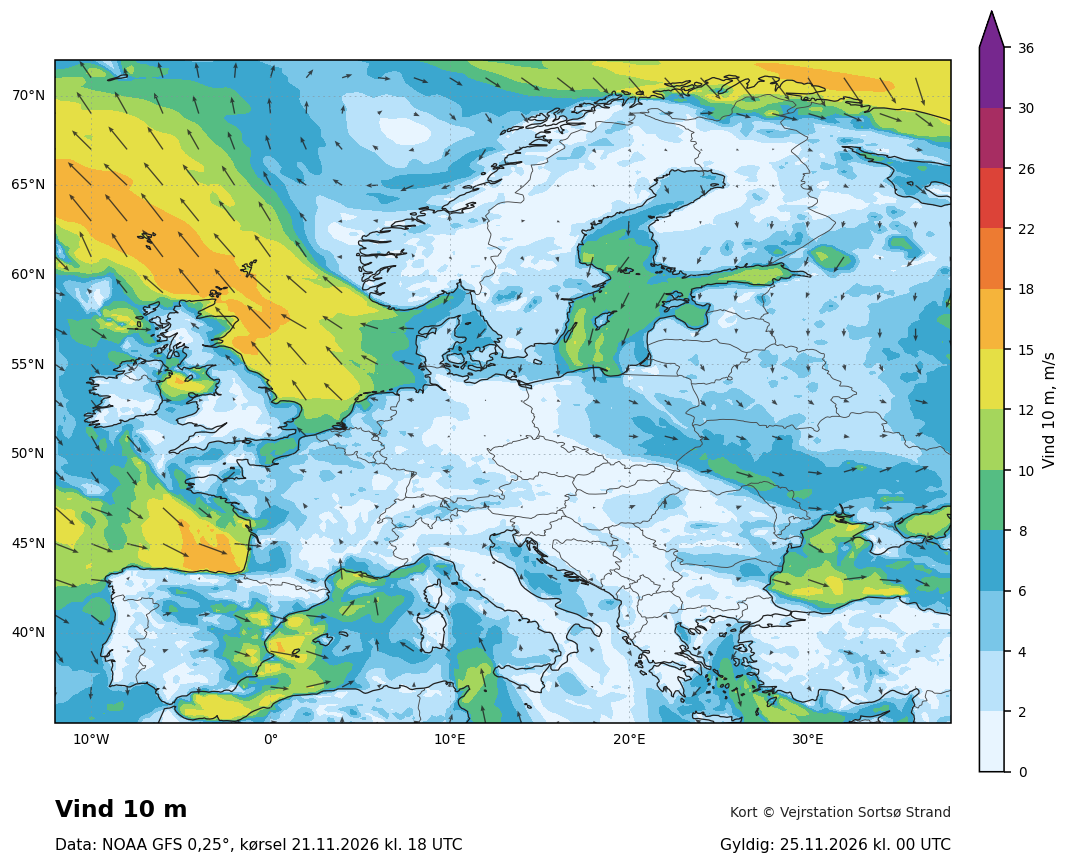 36
30
26
22
18
15
12
10
8
6
4
2
0
Vind 10 m, m/s
70°N
65°N
60°N
55°N
50°N
45°N
40°N
10°W
0°
10°E
20°E
30°E
Vind 10 m
Kort © Vejrstation Sortsø Strand
Data: NOAA GFS 0,25°, kørsel 21.11.2026 kl. 18 UTC
Gyldig: 25.11.2026 kl. 00 UTC